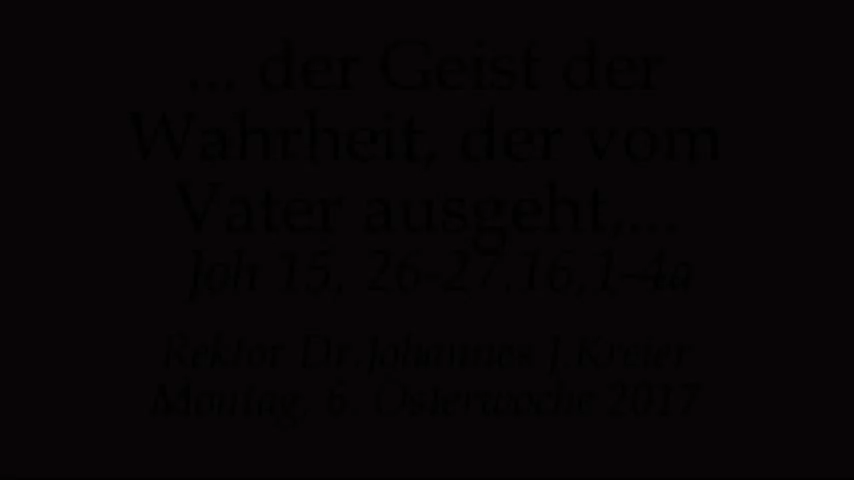 ... der Geist der
Wahrheit, der vom
Vater ausgeht,...
Joh 15, 26-27.16,1-4a
Rektor Dr.Johannes J.Kreier
Montag, 6. Osterwoche 2017